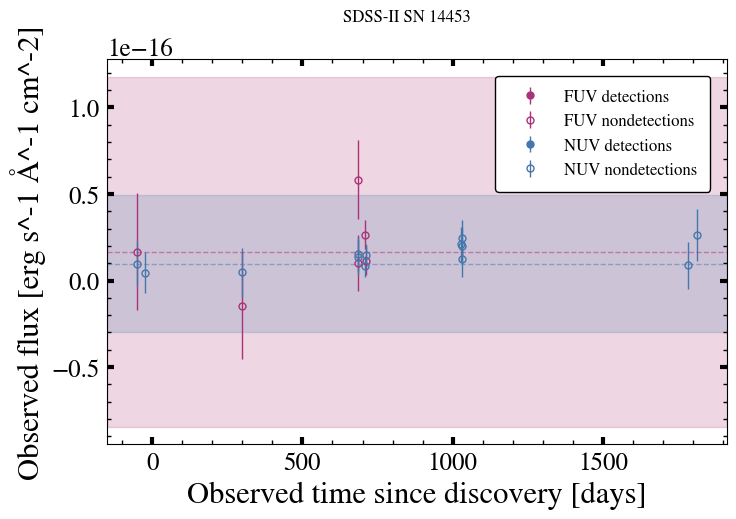 SDSS-II SN 14453
1e−16
Observed flux [erg s^-1 Å^-1 cm^-2]
1.0
0.5
0.0
−0.5
FUV detections
FUV nondetections
NUV detections
NUV nondetections
0 500 1000 1500
Observed time since discovery [days]